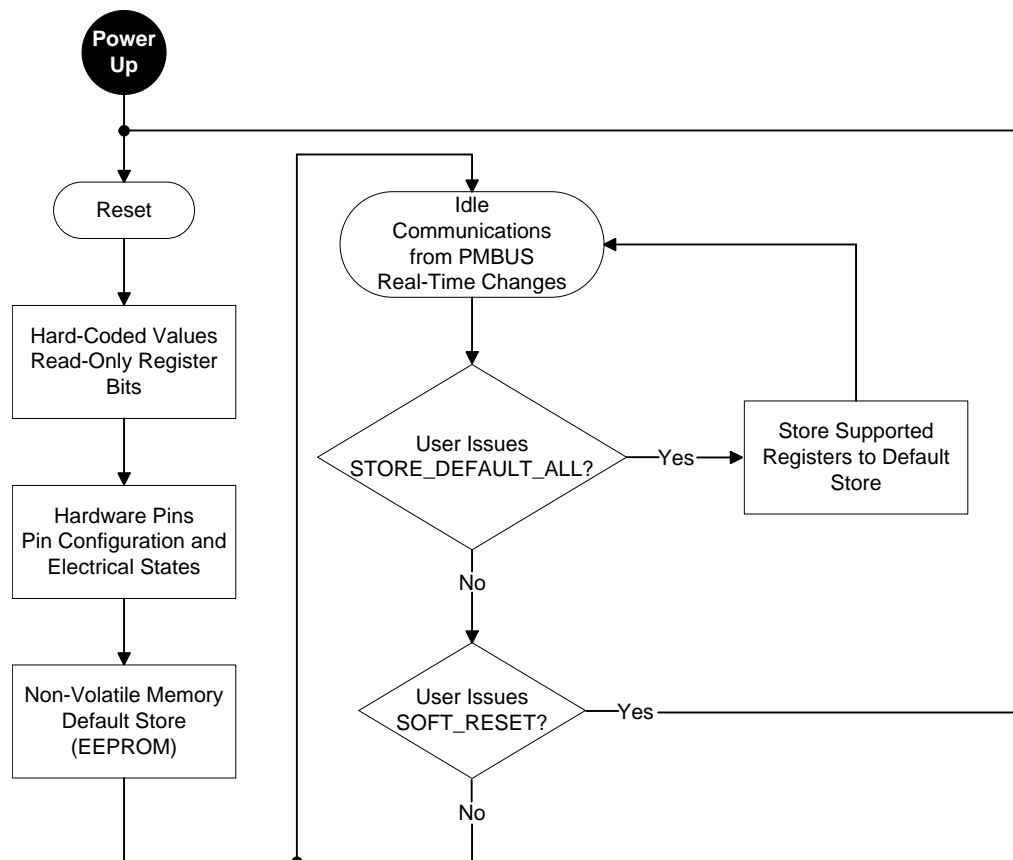 Power
Up
Reset
Hard-Coded Values
Read-Only Register
Bits
Hardware Pins
Pin Configuration and
Electrical States
Non-Volatile Memory
Default Store
(EEPROM)
Idle
Communications
from PMBUS
Real-Time Changes
User Issues
STORE_DEFAULT_ALL?
Yes
Store Supported
Registers to Default
Store
No
User Issues
SOFT_RESET?
Yes
No